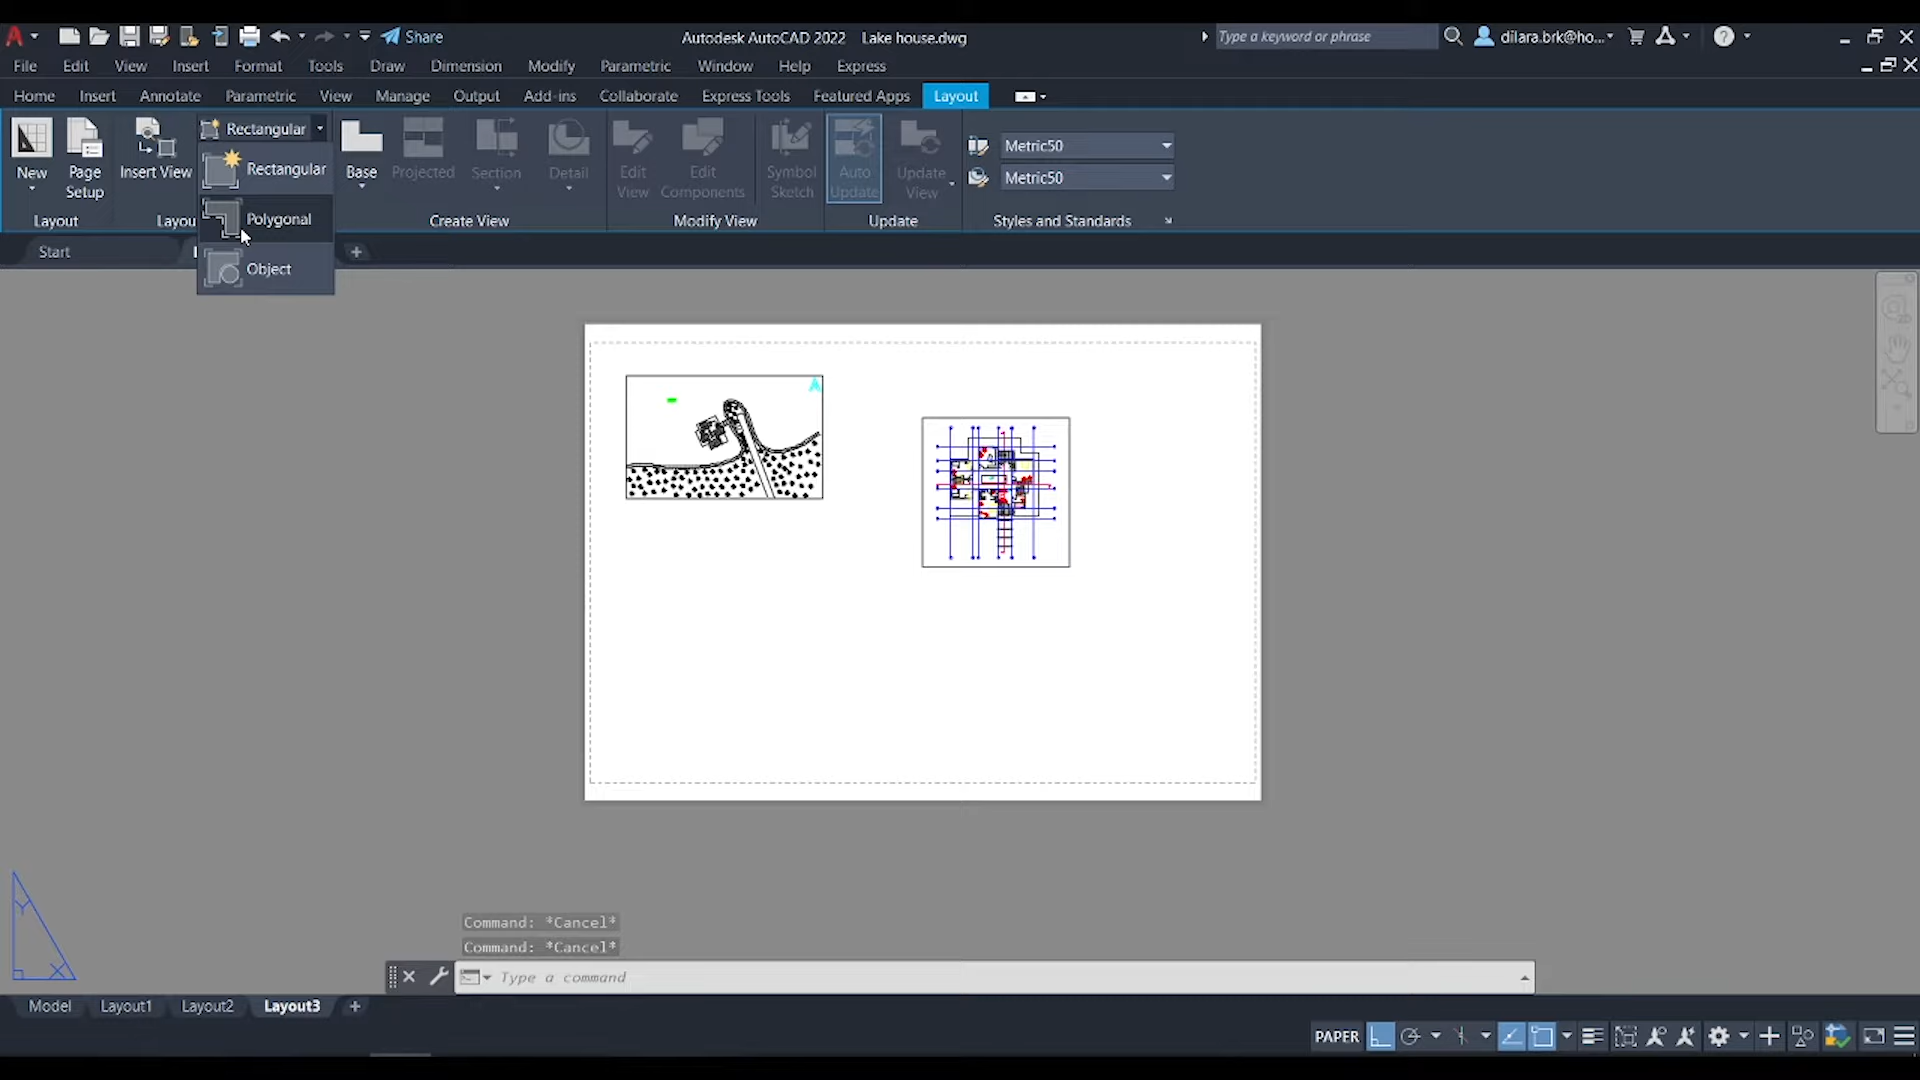 Share
Autodesk AutoCAD 2022 Lake house.dwg
Type a keyword or phrase
dilara.brk@ho...
File Edit View Insert Format Tools Draw Dimension Modify Parametric Window Help Express
Home Insert Annotate Parametric View Manage Output Add-ins Collaborate Express Tools Featured Apps Layout
New
Page Setup
Insert View
Rectangular
Rectangular
Polygonal
Object
Base
Projected
Section
Detail
Edit View
Edit Components
Symbol Sketch
Auto Update
Update View
Metric50
Metric50
Layout
Layou
Create View
Modify View
Update
Styles and Standards
Start
Y
X
Command: *Cancel*
Command: *Cancel*
Type a command
Model Layout1 Layout2 Layout3
PAPER